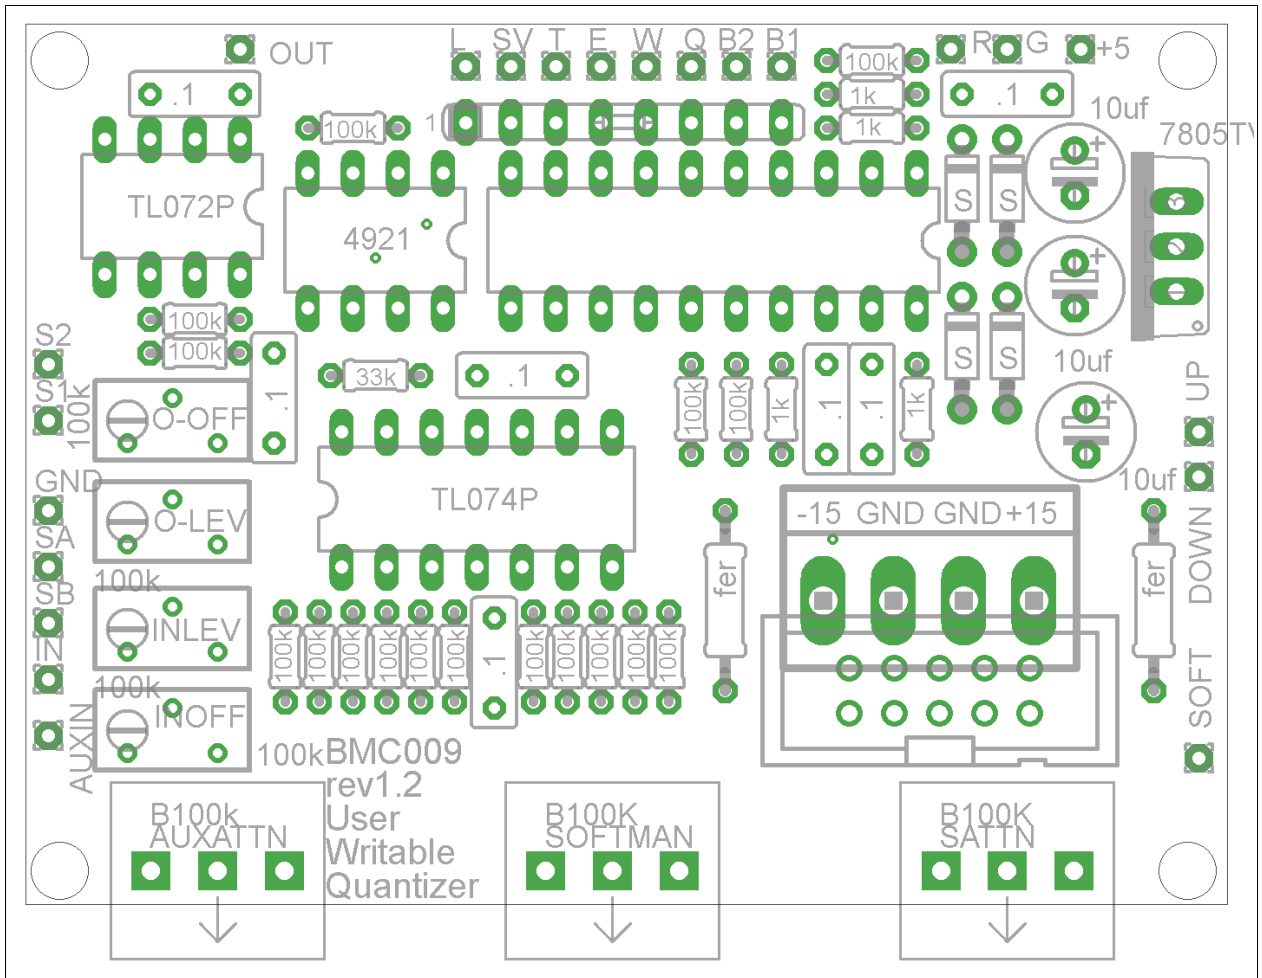 OUT
L SV T E W Q B2 B1
R G +5
.1
100k
1
100k
1k
1k
.1
10uf
7805TV
TL072P
4921
S S
100k
100k
S2
S1
100k
O-OFF
.1
33k
.1
100k
100k
1k
.1
.1
1k
S S
10uf
UP
GND
SA
O-LEV
100k
TL074P
-15 GND GND +15
10uf
DOWN
fer
fer
SB
IN
INLEV
100k
100k
100k
100k
100k
100k
100k
.1
100k
100k
100k
100k
100k
SOFT
INOFF
100k
AUXIN
BMC009
rev1.2
User
Writable
Quantizer
B100k
AUXATTN
B100K
SOFTMAN
B100K
SATTN